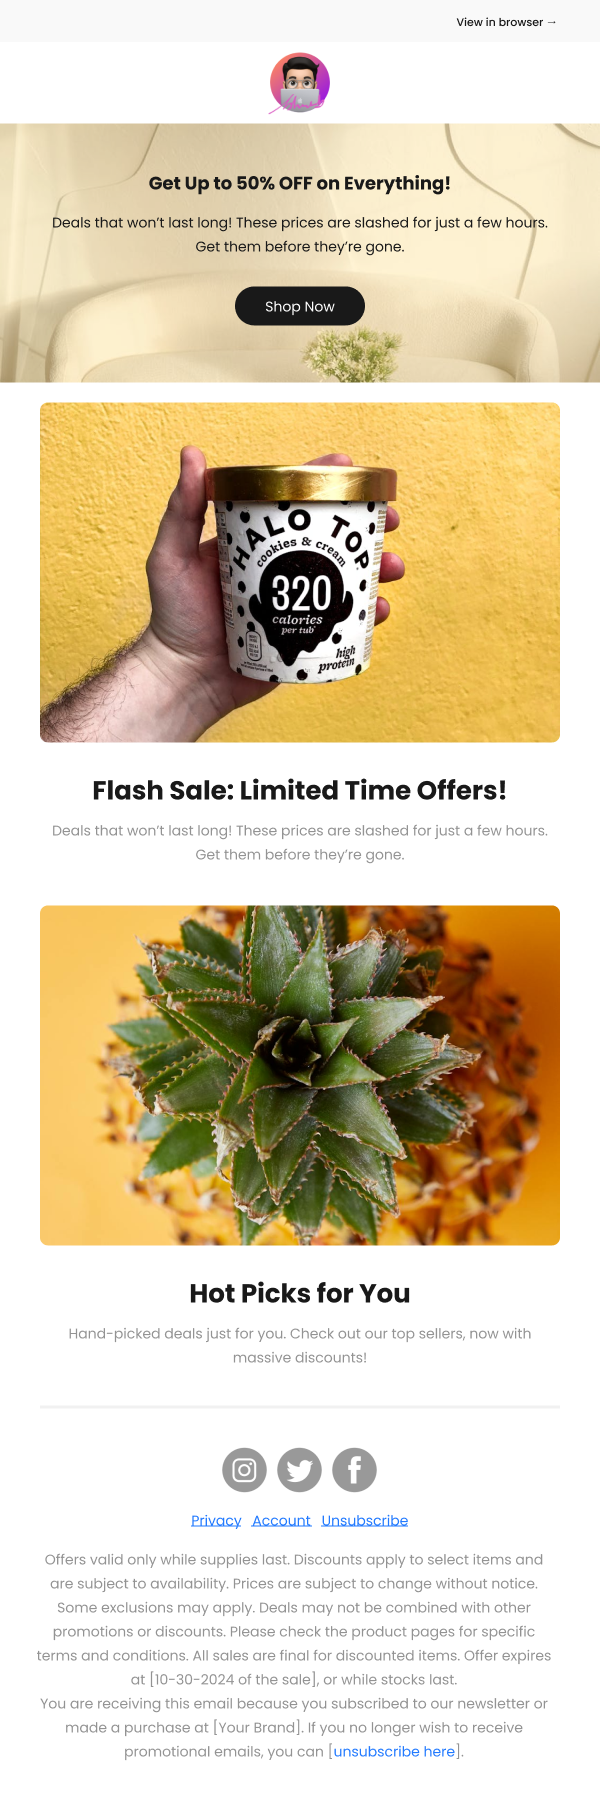 View in browser →
Get Up to 50% OFF on Everything!
Deals that won't last long! These prices are slashed for just a few hours.
Get them before they're gone.
Shop Now
HALO TOP
cookies & cream
320
calories
per tub
high
protein
Flash Sale: Limited Time Offers!
Deals that won't last long! These prices are slashed for just a few hours.
Get them before they're gone.
Hot Picks for You
Hand-picked deals just for you. Check out our top sellers, now with
massive discounts!
Privacy Account Unsubscribe
Offers valid only while supplies last. Discounts apply to select items and
are subject to availability. Prices are subject to change without notice.
Some exclusions may apply. Deals may not be combined with other
promotions or discounts. Please check the product pages for specific
terms and conditions. All sales are final for discounted items. Offer expires
at [10-30-2024 of the sale], or while stocks last.
You are receiving this email because you subscribed to our newsletter or
made a purchase at [Your Brand]. If you no longer wish to receive
promotional emails, you can [unsubscribe here].